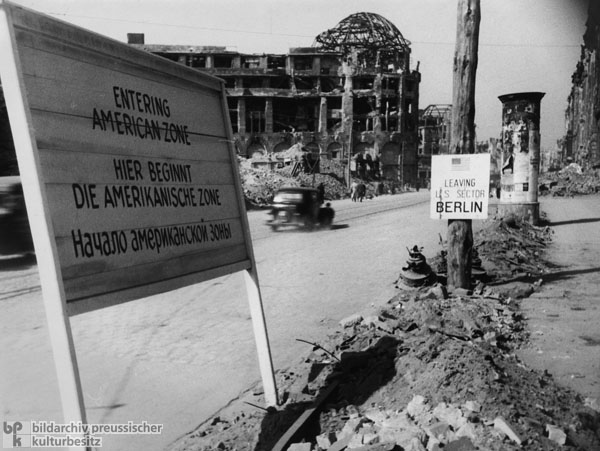 ENTERING
AMERICAN ZONE
HIER BEGINNT
DIE AMERIKANISCHE ZONE
Начало американской зоны
LEAVING
U.S SECTOR
BERLIN
bpk
bildarchiv preussischer
kulturbesitz